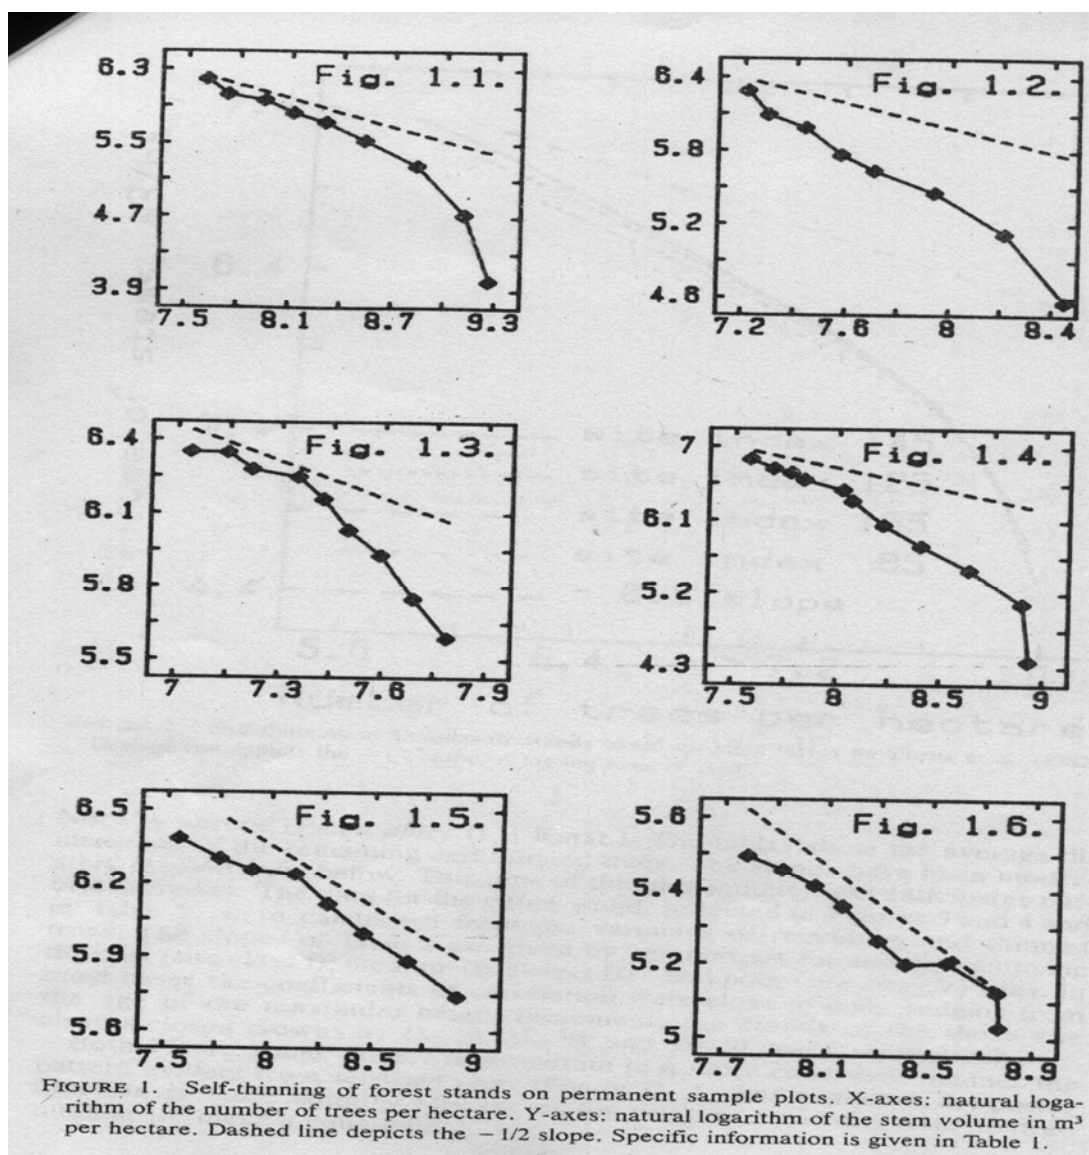 Fig. 1.1.
6.3
5.5
4.7
3.9
7.5 8.1 8.7 9.3
Fig. 1.2.
6.4
5.8
5.2
4.6
7.2 7.6 8 8.4
Fig. 1.3.
6.4
6.1
5.8
5.5
7 7.3 7.6 7.9
Fig. 1.4.
7
6.1
5.2
4.3
7.5 8 8.5 9
Fig. 1.5.
6.5
6.2
5.9
5.6
7.5 8 8.5 9
Fig. 1.6.
5.6
5.4
5.2
5
7.7 8.1 8.5 8.9
FIGURE 1. Self-thinning of forest stands on permanent sample plots. X-axes: natural loga-
rithm of the number of trees per hectare. Y-axes: natural logarithm of the stem volume in m³
per hectare. Dashed line depicts the −1/2 slope. Specific information is given in Table 1.